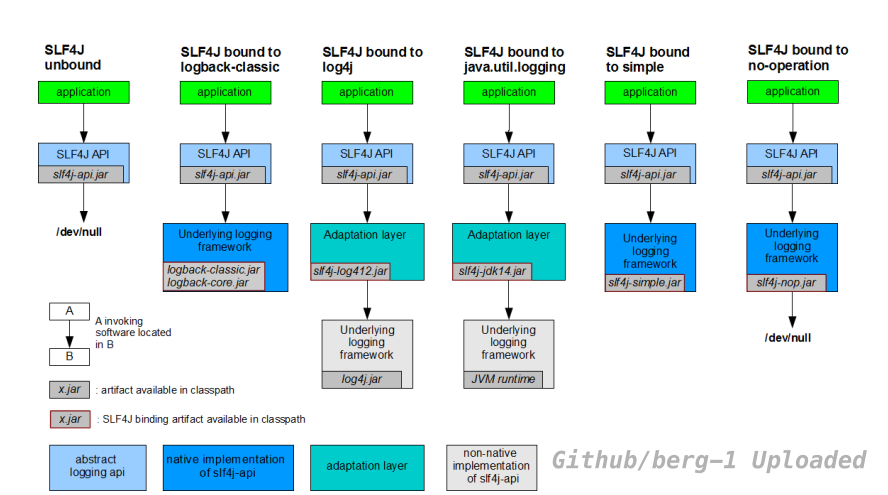 SLF4J
unbound
application
SLF4J API
slf4j-api.jar
/dev/null
SLF4J bound to
logback-classic
application
SLF4J API
slf4j-api.jar
Underlying logging
framework
logback-classic.jar
logback-core.jar
SLF4J bound to
log4j
application
SLF4J API
slf4j-api.jar
Adaptation layer
slf4j-log412.jar
Underlying
logging
framework
log4j.jar
SLF4J bound to
java.util.logging
application
SLF4J API
slf4j-api.jar
Adaptation layer
slf4j-jdk14.jar
Underlying
logging
framework
JVM runtime
SLF4J bound
to simple
application
SLF4J API
slf4j-api.jar
Underlying
logging
framework
slf4j-simple.jar
SLF4J bound to
no-operation
application
SLF4J API
slf4j-api.jar
Underlying
logging
framework
slf4j-nop.jar
/dev/null
A
B
A invoking
software located
in B
x.jar : artifact available in classpath
x.jar : SLF4J binding artifact available in classpath
abstract
logging api
native implementation
of slf4j-api
adaptation layer
non-native
implementation
of slf4j-api
Github/berg-1 Uploaded